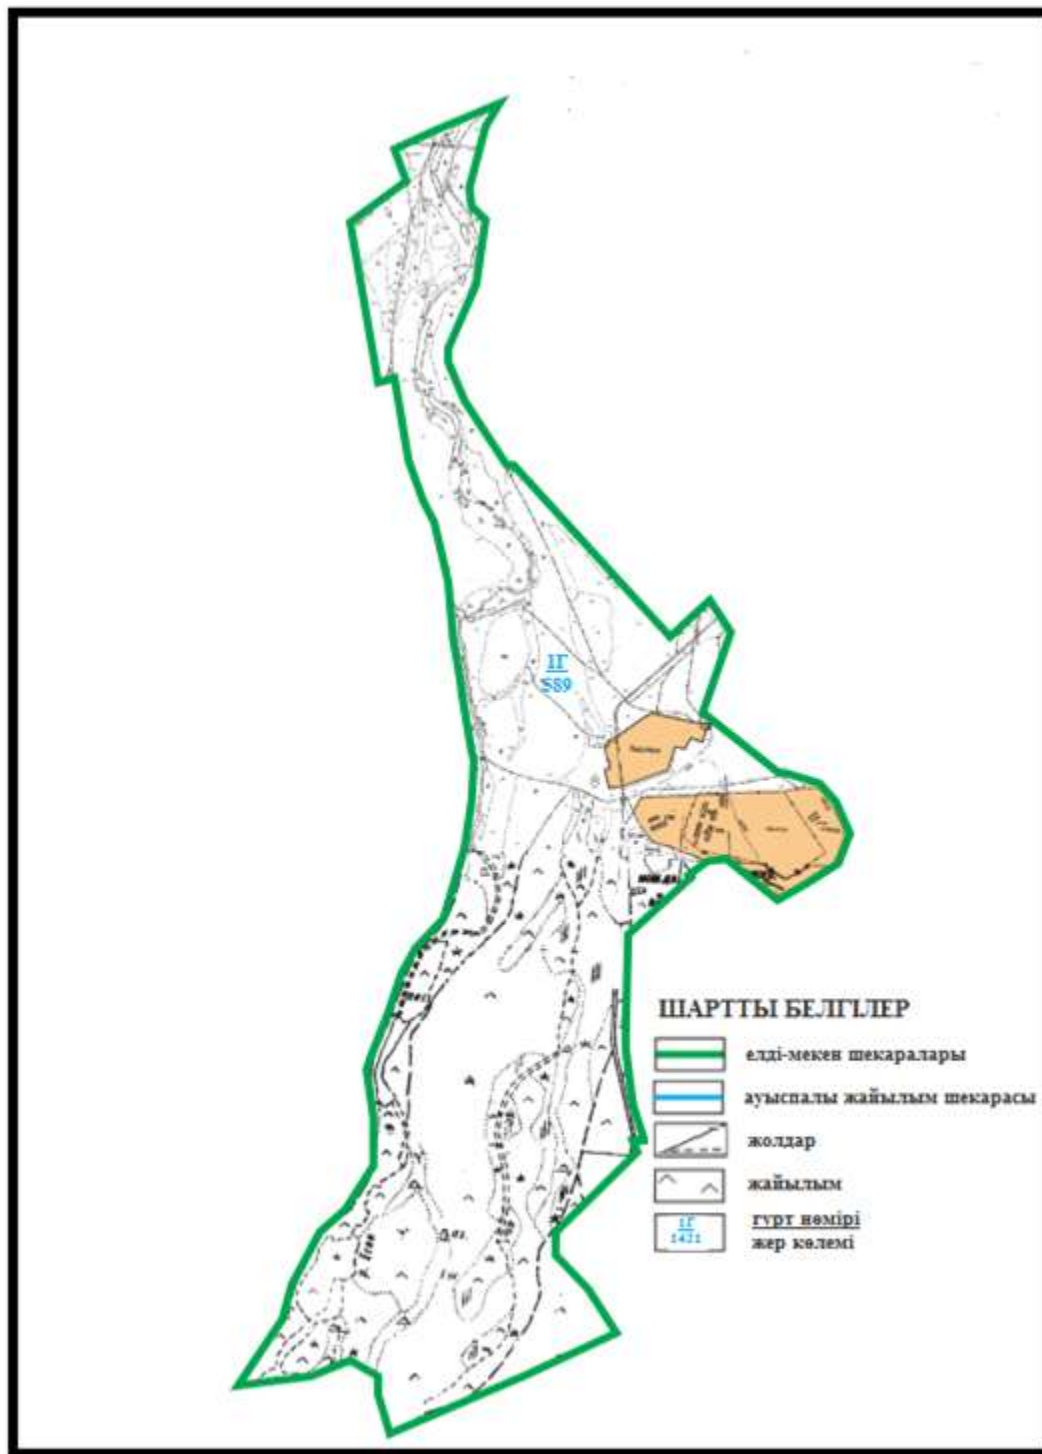 1Г
589
ШАРТТЫ БЕЛГІЛЕР
елді-мекен шекаралары
ауыспалы жайылым шекарасы
жолдар
жайылым
1Г
1421
гурт нөмірі
жер көлемі